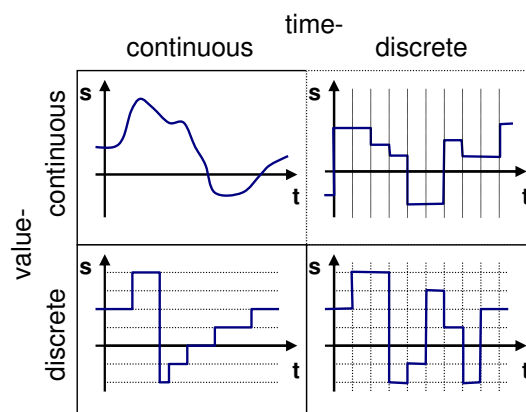 time-
continuous discrete
value-
continuous
s
t
s
t
discrete
s
t
s
t